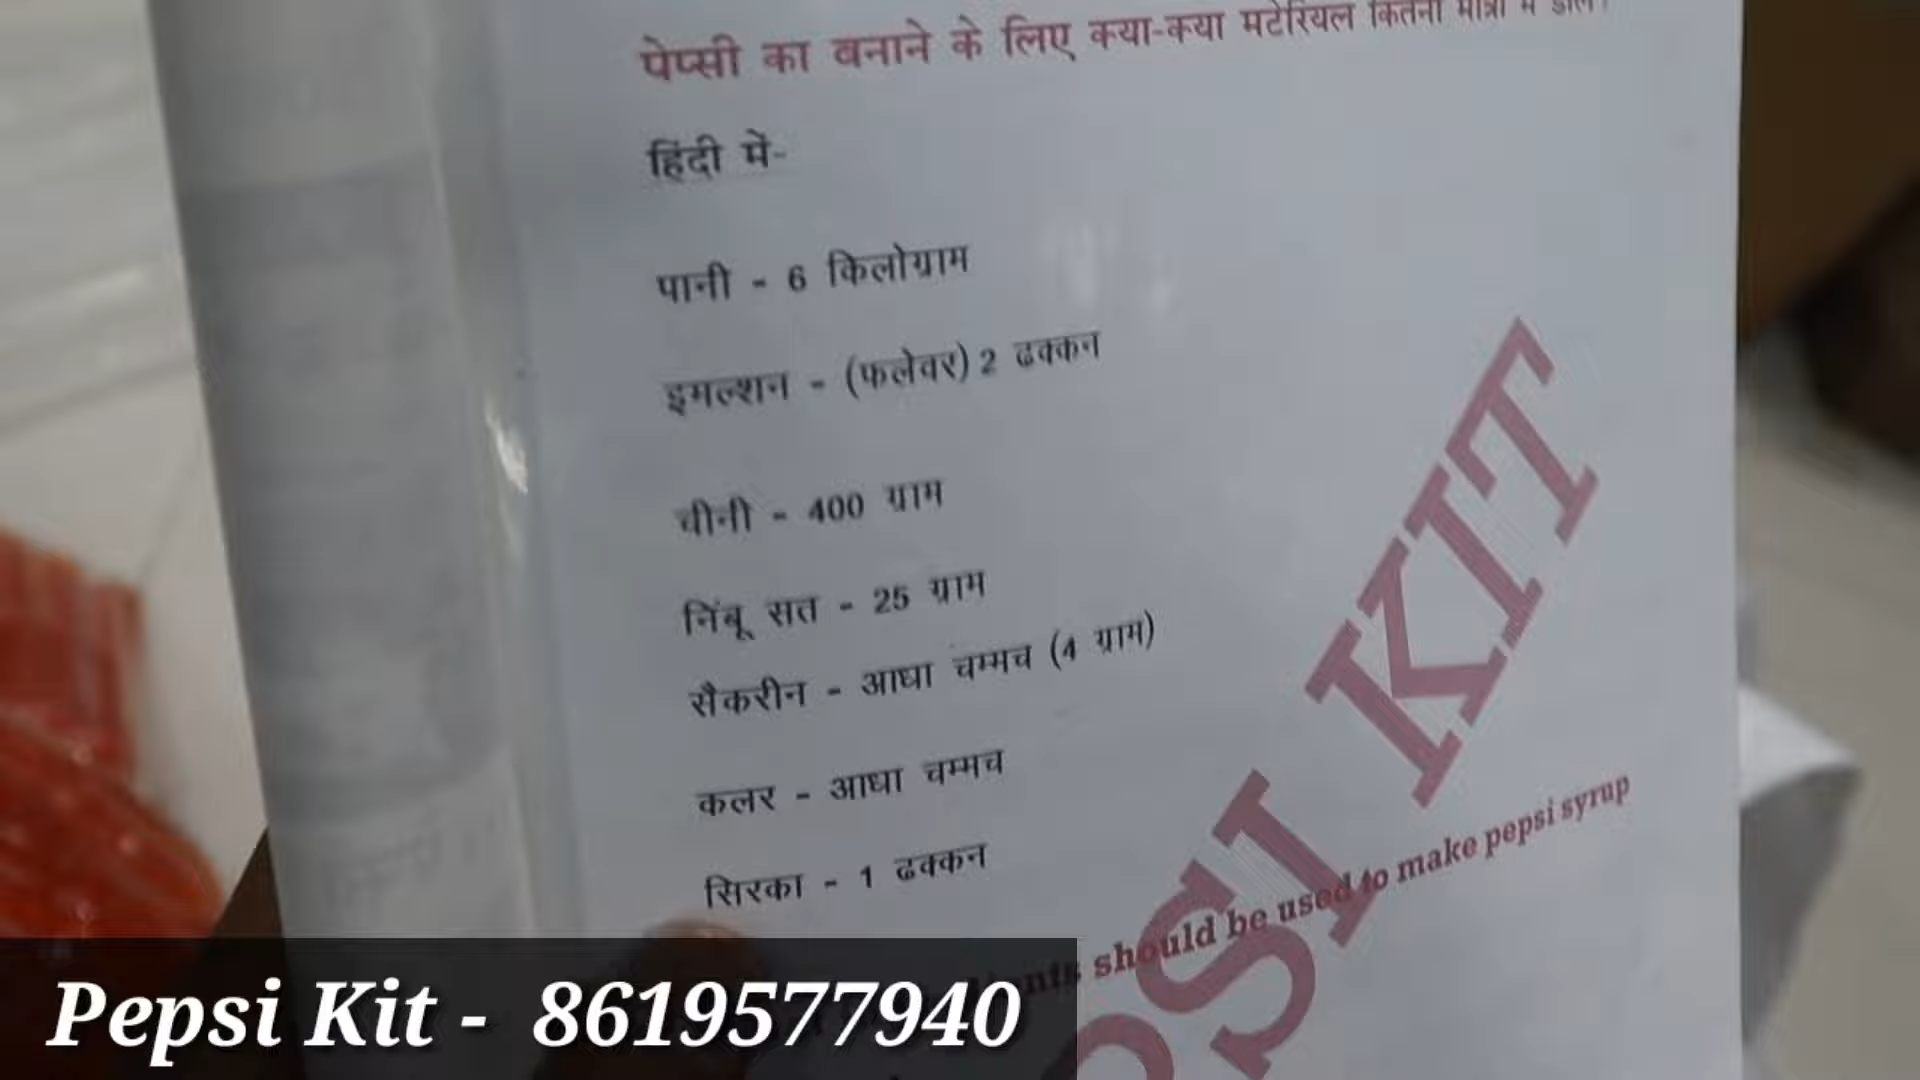 पेप्सी का बनाने के लिए क्या-क्या मटेरियल कितनी मात्रा में डालें।
हिंदी में-
पानी - 6 किलोग्राम
इमल्शन - (फलेवर) 2 ढक्कन
चीनी - 400 ग्राम
निंबू सत - 25 ग्राम
सैकरीन - आधा चम्मच (4 ग्राम)
कलर - आधा चम्मच
सिरका - 1 ढक्कन
should be used to make pepsi syrup
PSI KIT
Pepsi Kit - 8619577940